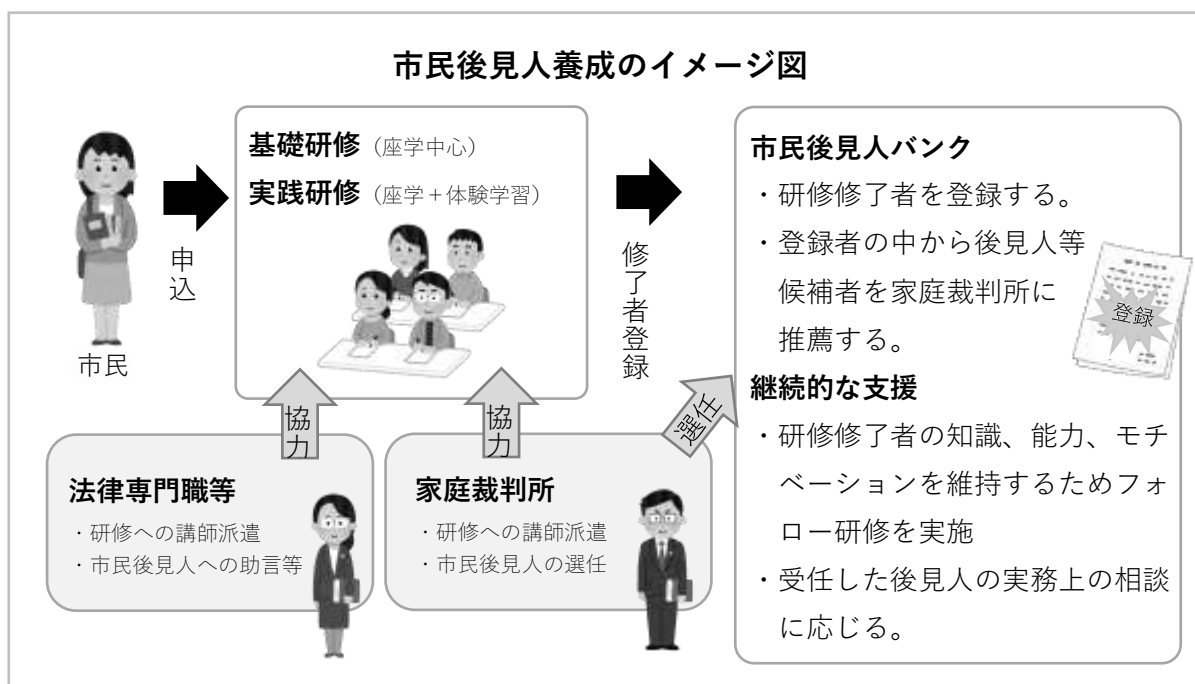 市民後見人養成のイメージ図
市民
申込
基礎研修（座学中心）
実践研修（座学＋体験学習）
修了者登録
市民後見人バンク
・研修修了者を登録する。
・登録者の中から後見人等
候補者を家庭裁判所に
推薦する。
登録
継続的な支援
・研修修了者の知識、能力、モチ
ベーションを維持するためフォ
ロー研修を実施
・受任した後見人の実務上の相談
に応じる。
協力
協力
選任
法律専門職等
・研修への講師派遣
・市民後見人への助言等
家庭裁判所
・研修への講師派遣
・市民後見人の選任